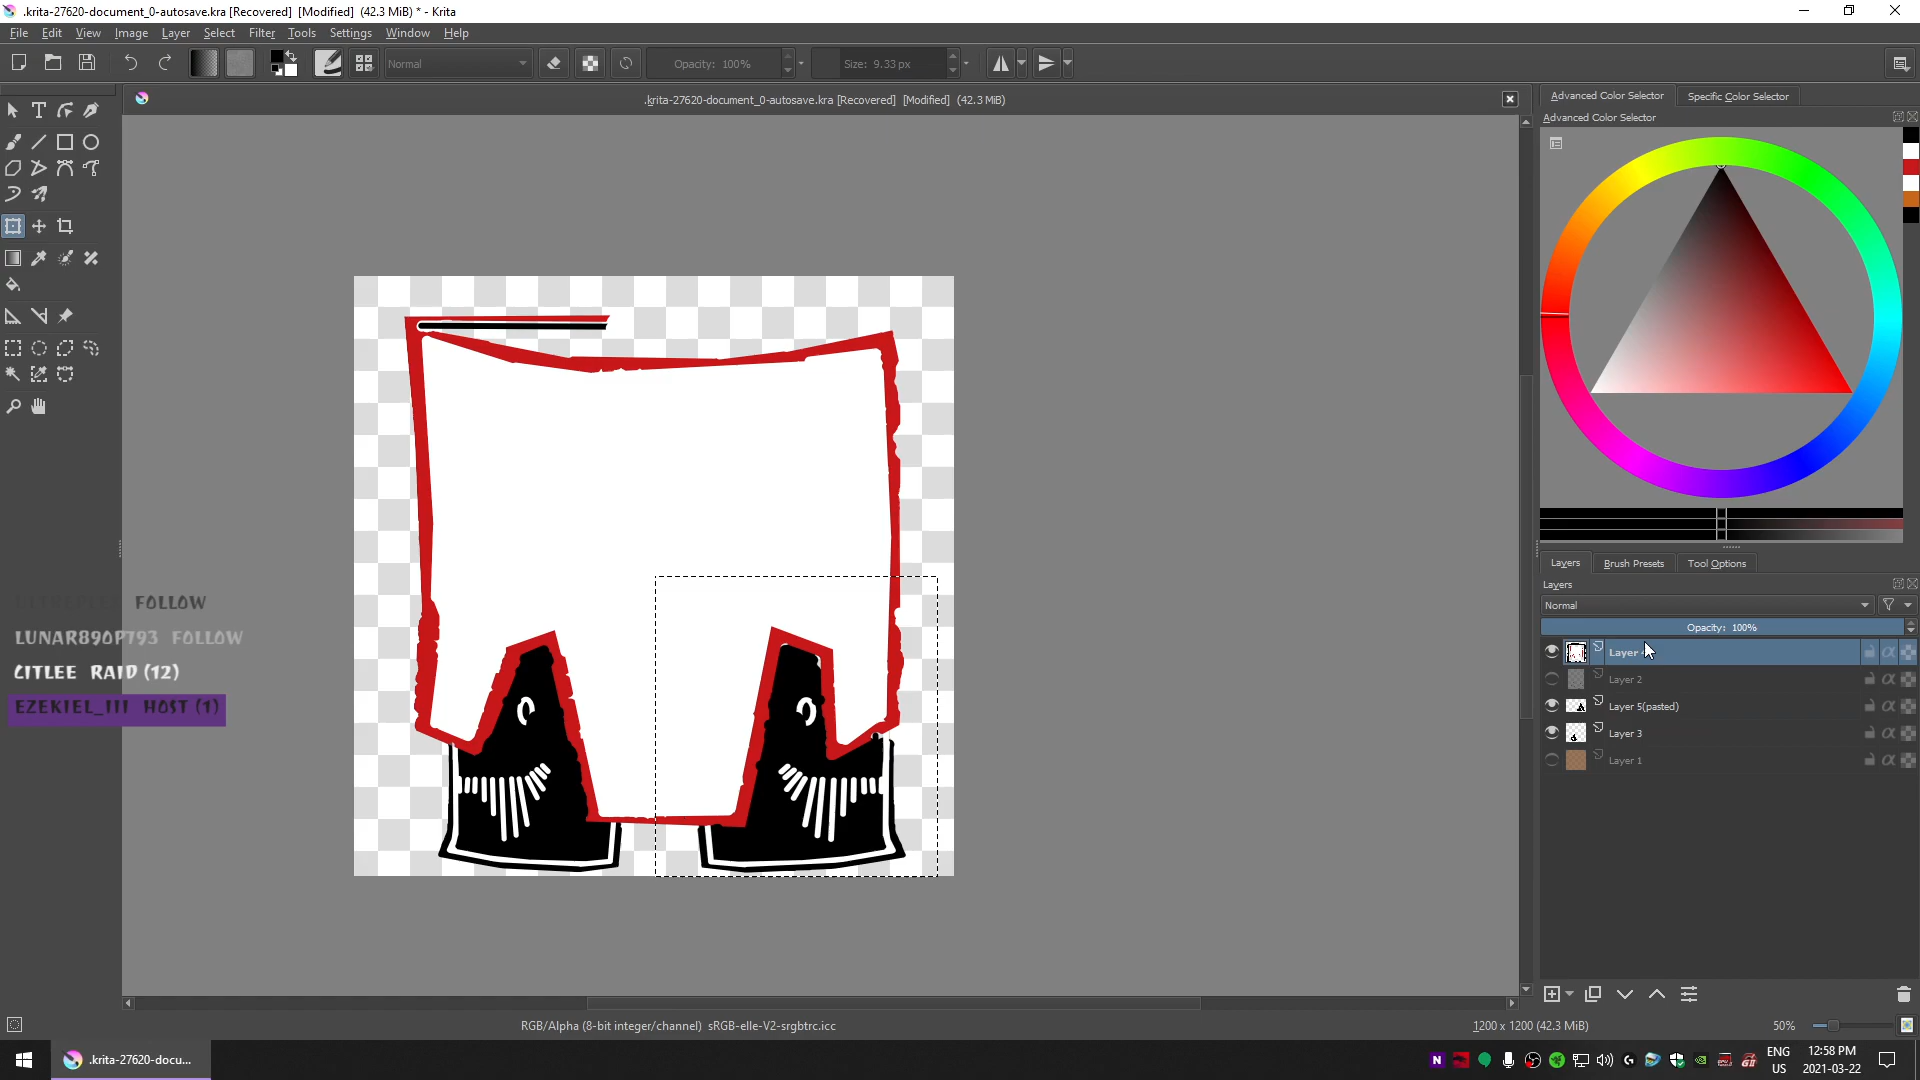 .krita-27620-document_0-autosave.kra [Recovered] [Modified] (42.3 MiB) * - Krita
File Edit View Image Layer Select Filter Tools Settings Window Help
Normal Opacity: 100% Size: 9.33 px
.krita-27620-document_0-autosave.kra [Recovered] [Modified] (42.3 MiB)
Advanced Color Selector Specific Color Selector
Advanced Color Selector
Layers Brush Presets Tool Options
Layers
Normal
Opacity: 100%
Layer
Layer 2
Layer 5(pasted)
Layer 3
Layer 1
FOLLOW
LUNAR890P793 FOLLOW
CITLEE RAID (12)
EZEKIEL_III HOST (1)
RGB/Alpha (8-bit integer/channel) sRGB-elle-V2-srgbtrc.icc
1200 x 1200 (42.3 MiB)
50%
.krita-27620-docu...
ENG
US
12:58 PM
2021-03-22